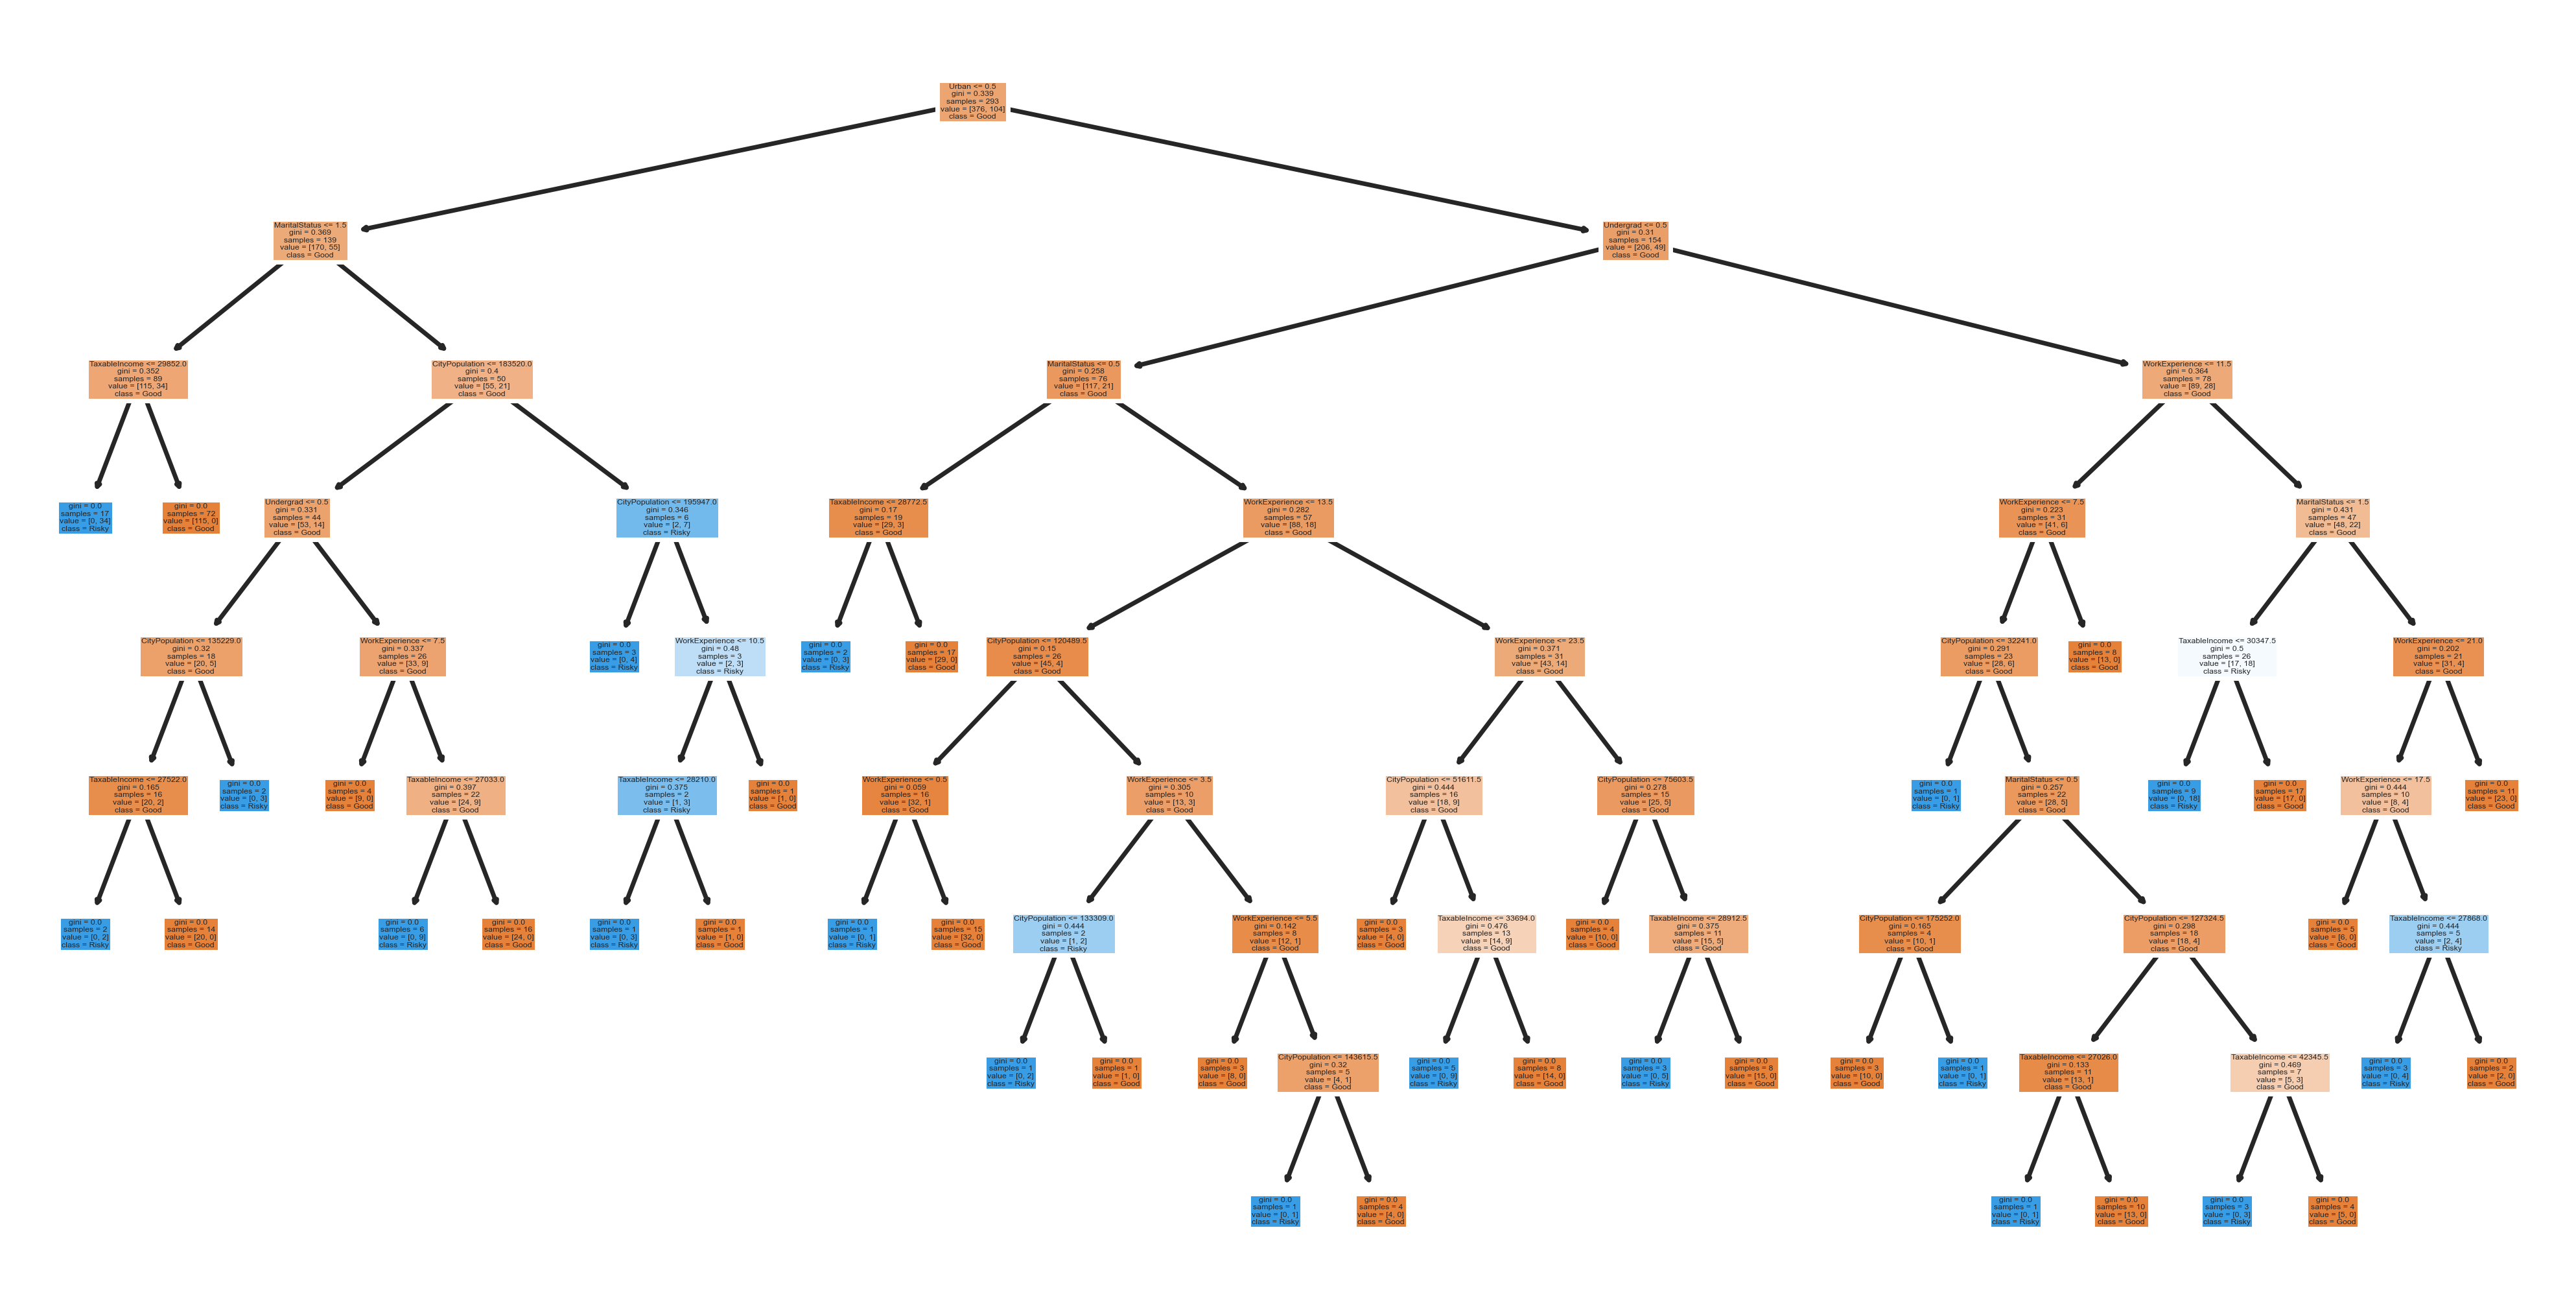 Urban <= 0.5
gini = 0.339
samples = 293
value = [376, 104]
class = Good
MaritalStatus <= 1.5
gini = 0.369
samples = 139
value = [170, 55]
class = Good
Undergrad <= 0.5
gini = 0.31
samples = 154
value = [206, 49]
class = Good
TaxableIncome <= 29852.0
gini = 0.352
samples = 89
value = [115, 34]
class = Good
CityPopulation <= 183520.0
gini = 0.4
samples = 50
value = [55, 21]
class = Good
MaritalStatus <= 0.5
gini = 0.258
samples = 76
value = [117, 21]
class = Good
WorkExperience <= 11.5
gini = 0.364
samples = 78
value = [89, 28]
class = Good
gini = 0.0
samples = 17
value = [0, 34]
class = Risky
gini = 0.0
samples = 72
value = [115, 0]
class = Good
Undergrad <= 0.5
gini = 0.331
samples = 44
value = [53, 14]
class = Good
CityPopulation <= 195947.0
gini = 0.346
samples = 6
value = [2, 7]
class = Risky
TaxableIncome <= 28772.5
gini = 0.17
samples = 19
value = [29, 3]
class = Good
WorkExperience <= 13.5
gini = 0.282
samples = 57
value = [88, 18]
class = Good
WorkExperience <= 7.5
gini = 0.223
samples = 31
value = [41, 6]
class = Good
MaritalStatus <= 1.5
gini = 0.431
samples = 47
value = [48, 22]
class = Good
CityPopulation <= 135229.0
gini = 0.32
samples = 18
value = [20, 5]
class = Good
WorkExperience <= 7.5
gini = 0.337
samples = 26
value = [33, 9]
class = Good
gini = 0.0
samples = 3
value = [0, 4]
class = Risky
WorkExperience <= 10.5
gini = 0.48
samples = 3
value = [2, 3]
class = Risky
gini = 0.0
samples = 2
value = [0, 3]
class = Risky
gini = 0.0
samples = 17
value = [29, 0]
class = Good
CityPopulation <= 120489.5
gini = 0.15
samples = 26
value = [45, 4]
class = Good
WorkExperience <= 23.5
gini = 0.371
samples = 31
value = [43, 14]
class = Good
CityPopulation <= 32241.0
gini = 0.291
samples = 23
value = [28, 6]
class = Good
gini = 0.0
samples = 8
value = [13, 0]
class = Good
TaxableIncome <= 30347.5
gini = 0.5
samples = 26
value = [17, 18]
class = Risky
WorkExperience <= 21.0
gini = 0.202
samples = 21
value = [31, 4]
class = Good
TaxableIncome <= 27522.0
gini = 0.165
samples = 16
value = [20, 2]
class = Good
gini = 0.0
samples = 2
value = [0, 3]
class = Risky
gini = 0.0
samples = 4
value = [9, 0]
class = Good
TaxableIncome <= 27033.0
gini = 0.397
samples = 22
value = [24, 9]
class = Good
TaxableIncome <= 28210.0
gini = 0.375
samples = 2
value = [1, 3]
class = Risky
gini = 0.0
samples = 1
value = [1, 0]
class = Good
WorkExperience <= 0.5
gini = 0.059
samples = 16
value = [32, 1]
class = Good
WorkExperience <= 3.5
gini = 0.305
samples = 10
value = [13, 3]
class = Good
CityPopulation <= 51611.5
gini = 0.444
samples = 16
value = [18, 9]
class = Good
CityPopulation <= 75603.5
gini = 0.278
samples = 15
value = [25, 5]
class = Good
gini = 0.0
samples = 1
value = [0, 1]
class = Risky
MaritalStatus <= 0.5
gini = 0.257
samples = 22
value = [28, 5]
class = Good
gini = 0.0
samples = 9
value = [0, 18]
class = Risky
gini = 0.0
samples = 17
value = [17, 0]
class = Good
WorkExperience <= 17.5
gini = 0.444
samples = 10
value = [8, 4]
class = Good
gini = 0.0
samples = 11
value = [23, 0]
class = Good
gini = 0.0
samples = 2
value = [0, 2]
class = Risky
gini = 0.0
samples = 14
value = [20, 0]
class = Good
gini = 0.0
samples = 6
value = [0, 9]
class = Risky
gini = 0.0
samples = 16
value = [24, 0]
class = Good
gini = 0.0
samples = 1
value = [0, 3]
class = Risky
gini = 0.0
samples = 1
value = [1, 0]
class = Good
gini = 0.0
samples = 1
value = [0, 1]
class = Risky
gini = 0.0
samples = 15
value = [32, 0]
class = Good
CityPopulation <= 133309.0
gini = 0.444
samples = 2
value = [1, 2]
class = Risky
WorkExperience <= 5.5
gini = 0.142
samples = 8
value = [12, 1]
class = Good
gini = 0.0
samples = 3
value = [4, 0]
class = Good
TaxableIncome <= 33694.0
gini = 0.476
samples = 13
value = [14, 9]
class = Good
gini = 0.0
samples = 4
value = [10, 0]
class = Good
TaxableIncome <= 28912.5
gini = 0.375
samples = 11
value = [15, 5]
class = Good
CityPopulation <= 175252.0
gini = 0.165
samples = 4
value = [10, 1]
class = Good
CityPopulation <= 127324.5
gini = 0.298
samples = 18
value = [18, 4]
class = Good
gini = 0.0
samples = 5
value = [6, 0]
class = Good
TaxableIncome <= 27868.0
gini = 0.444
samples = 5
value = [2, 4]
class = Risky
gini = 0.0
samples = 1
value = [0, 2]
class = Risky
gini = 0.0
samples = 1
value = [1, 0]
class = Good
gini = 0.0
samples = 3
value = [8, 0]
class = Good
CityPopulation <= 143615.5
gini = 0.32
samples = 5
value = [4, 1]
class = Good
gini = 0.0
samples = 5
value = [0, 9]
class = Risky
gini = 0.0
samples = 8
value = [14, 0]
class = Good
gini = 0.0
samples = 3
value = [0, 5]
class = Risky
gini = 0.0
samples = 8
value = [15, 0]
class = Good
gini = 0.0
samples = 3
value = [10, 0]
class = Good
gini = 0.0
samples = 1
value = [0, 1]
class = Risky
TaxableIncome <= 27026.0
gini = 0.133
samples = 11
value = [13, 1]
class = Good
TaxableIncome <= 42345.5
gini = 0.469
samples = 7
value = [5, 3]
class = Good
gini = 0.0
samples = 3
value = [0, 4]
class = Risky
gini = 0.0
samples = 2
value = [2, 0]
class = Good
gini = 0.0
samples = 1
value = [0, 1]
class = Risky
gini = 0.0
samples = 4
value = [4, 0]
class = Good
gini = 0.0
samples = 1
value = [0, 1]
class = Risky
gini = 0.0
samples = 10
value = [13, 0]
class = Good
gini = 0.0
samples = 3
value = [0, 3]
class = Risky
gini = 0.0
samples = 4
value = [5, 0]
class = Good